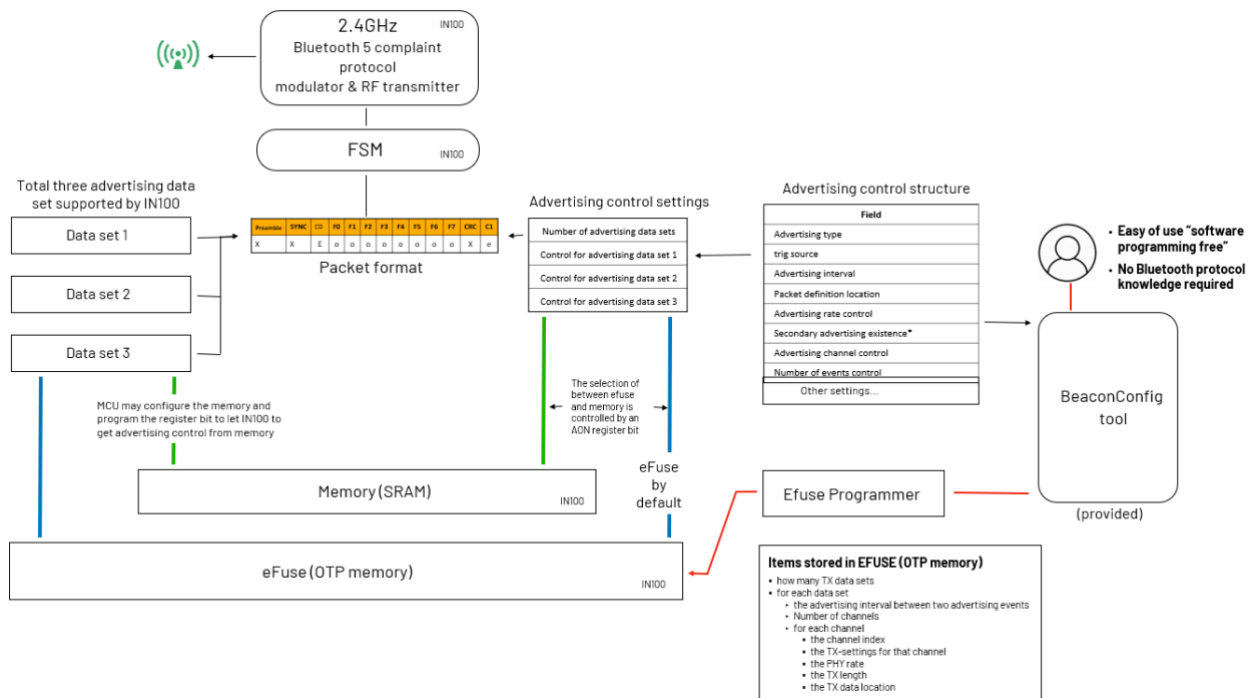 2.4GHz
IN100
Bluetooth 5 complaint
protocol
modulator & RF transmitter
FSM
IN100
Total three advertising data
set supported by IN100
Data set 1
Data set 2
Data set 3
Preamble SYNC C0 F0 F1 F2 F3 F4 F5 F6 F7 CRC C1
X X E o o o o o o o o X e
Packet format
Advertising control settings
Number of advertising data sets
Control for advertising data set 1
Control for advertising data set 2
Control for advertising data set 3
Advertising control structure
Field
Advertising type
trig source
Advertising interval
Packet definition location
Advertising rate control
Secondary advertising existence*
Advertising channel control
Number of events control
Other settings...
• Easy of use "software
programming free"
• No Bluetooth protocol
knowledge required
BeaconConfig
tool
(provided)
MCU may configure the memory and
program the register bit to let IN100 to
get advertising control from memory
The selection of
between efuse
and memory is
controlled by an
AON register bit
eFuse
by
default
Memory (SRAM)
IN100
Efuse Programmer
eFuse (OTP memory)
IN100
Items stored in EFUSE (OTP memory)
• how many TX data sets
• for each data set
• the advertising interval between two advertising events
• Number of channels
• for each channel
• the channel index
• the TX-settings for that channel
• the PHY rate
• the TX length
• the TX data location